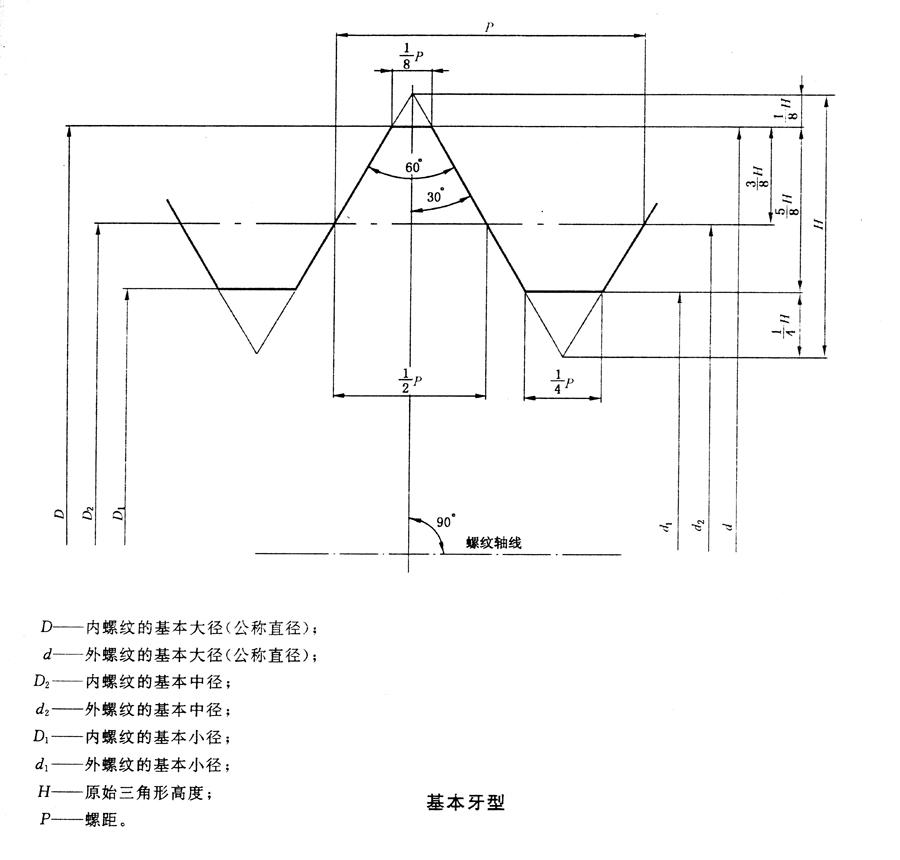 P
1/8 P
1/8 H
60°
30°
3/8 H
5/8 H
H
1/4 H
1/2 P
1/4 P
D
D₂
D₁
90°
螺纹轴线
d₁
d₂
d
D——内螺纹的基本大径(公称直径);
d——外螺纹的基本大径(公称直径);
D₂——内螺纹的基本中径;
d₂——外螺纹的基本中径;
D₁——内螺纹的基本小径;
d₁——外螺纹的基本小径;
H——原始三角形高度;
P——螺距。
基本牙型